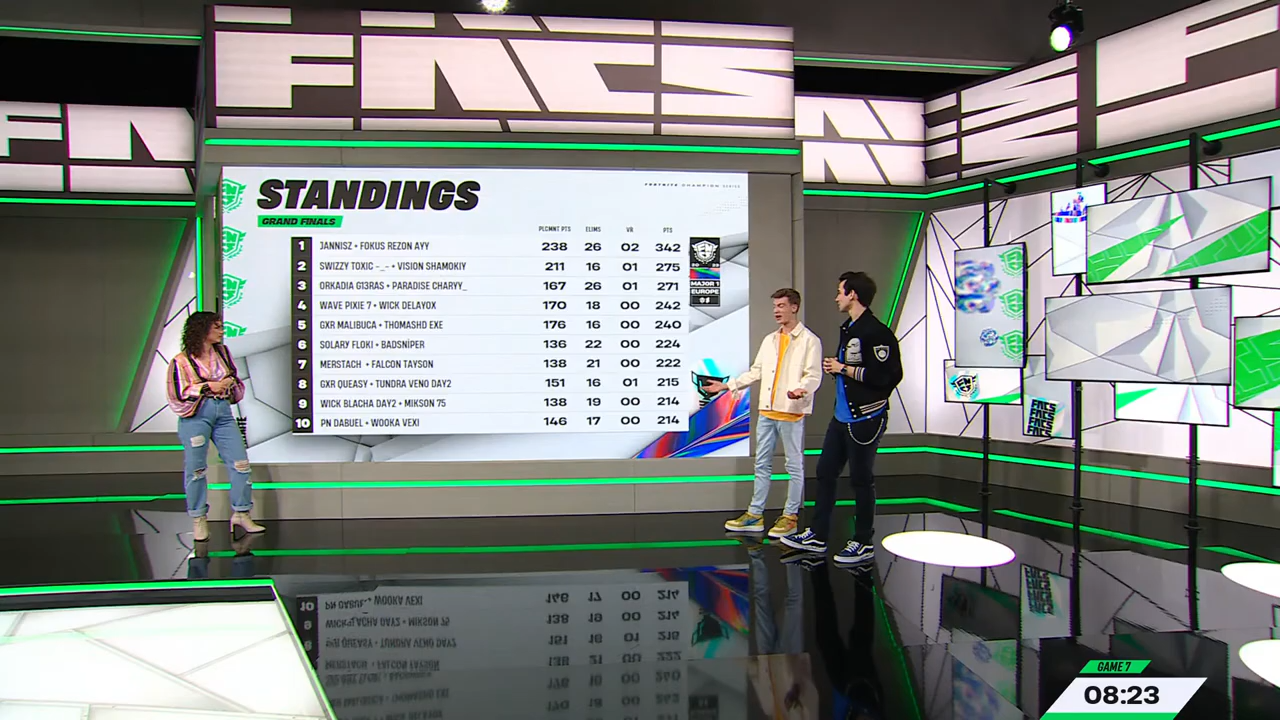 FNCS
STANDINGS
FORTNITE CHAMPION SERIES
GRAND FINALS
PLCMNT PTS ELIMS VR PTS
1 JANNISZ + FOKUS REZON AYY 238 26 02 342
2 SWIZZY TOXIC -_- + VISION SHAMOKIY 211 16 01 275
3 ORKADIA G13RAS + PARADISE CHARYY_ 167 26 01 271
4 WAVE PIXIE 7 + WICK DELAYOX 170 18 00 242
5 GXR MALIBUCA + THOMASHD EXE 176 16 00 240
6 SOLARY FLOKI + BADSNIPER 136 22 00 224
7 MERSTACH + FALCON TAYSON 138 21 00 222
8 GXR QUEASY + TUNDRA VENO DAY2 151 16 01 215
9 WICK BLACHA DAY2 + MIKSON 75 138 19 00 214
10 PN DABUEL + WOOKA VEXI 146 17 00 214
MAJOR 1
EUROPE
GAME 7
08:23